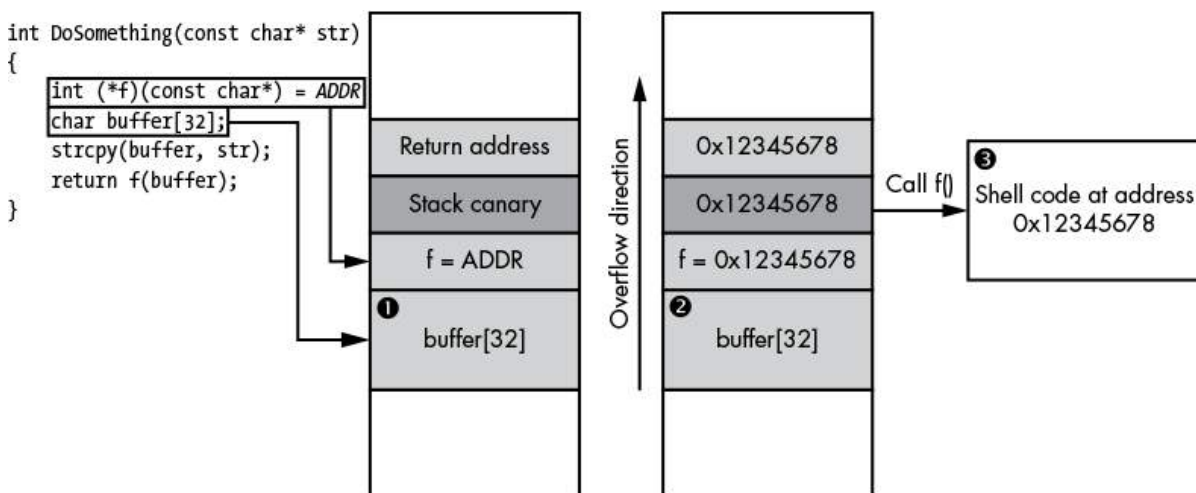 int DoSomething(const char* str)
{
int (*f)(const char*) = ADDR
char buffer[32];
strcpy(buffer, str);
return f(buffer);
}
Return address
Stack canary
f = ADDR
❶
buffer[32]
Overflow direction
0x12345678
0x12345678
f = 0x12345678
❷
buffer[32]
Call f()
❸
Shell code at address
0x12345678